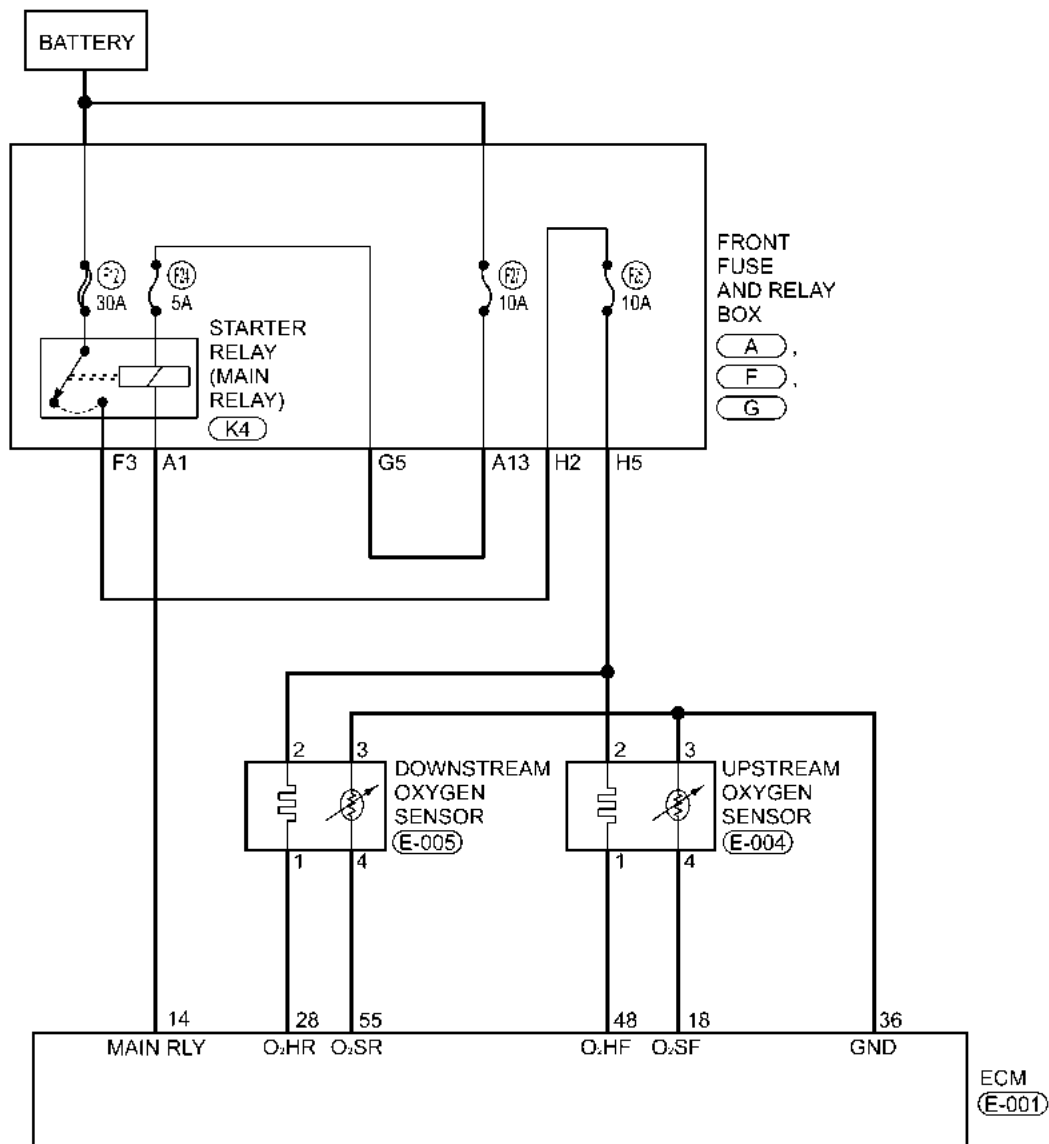 BATTERY
F12
30A
F24
5A
F27
10A
10A
FRONT
FUSE
AND RELAY
BOX
A ,
F ,
G
STARTER
RELAY
(MAIN
RELAY)
K4
F3 A1 G5 A13 H2 H5
2 3
DOWNSTREAM
OXYGEN
SENSOR
E-005
1 4
2 3
UPSTREAM
OXYGEN
SENSOR
E-004
1 4
14 28 55 48 18 36
MAIN RLY O₂HR O₂SR O₂HF O₂SF GND
ECM
E-001